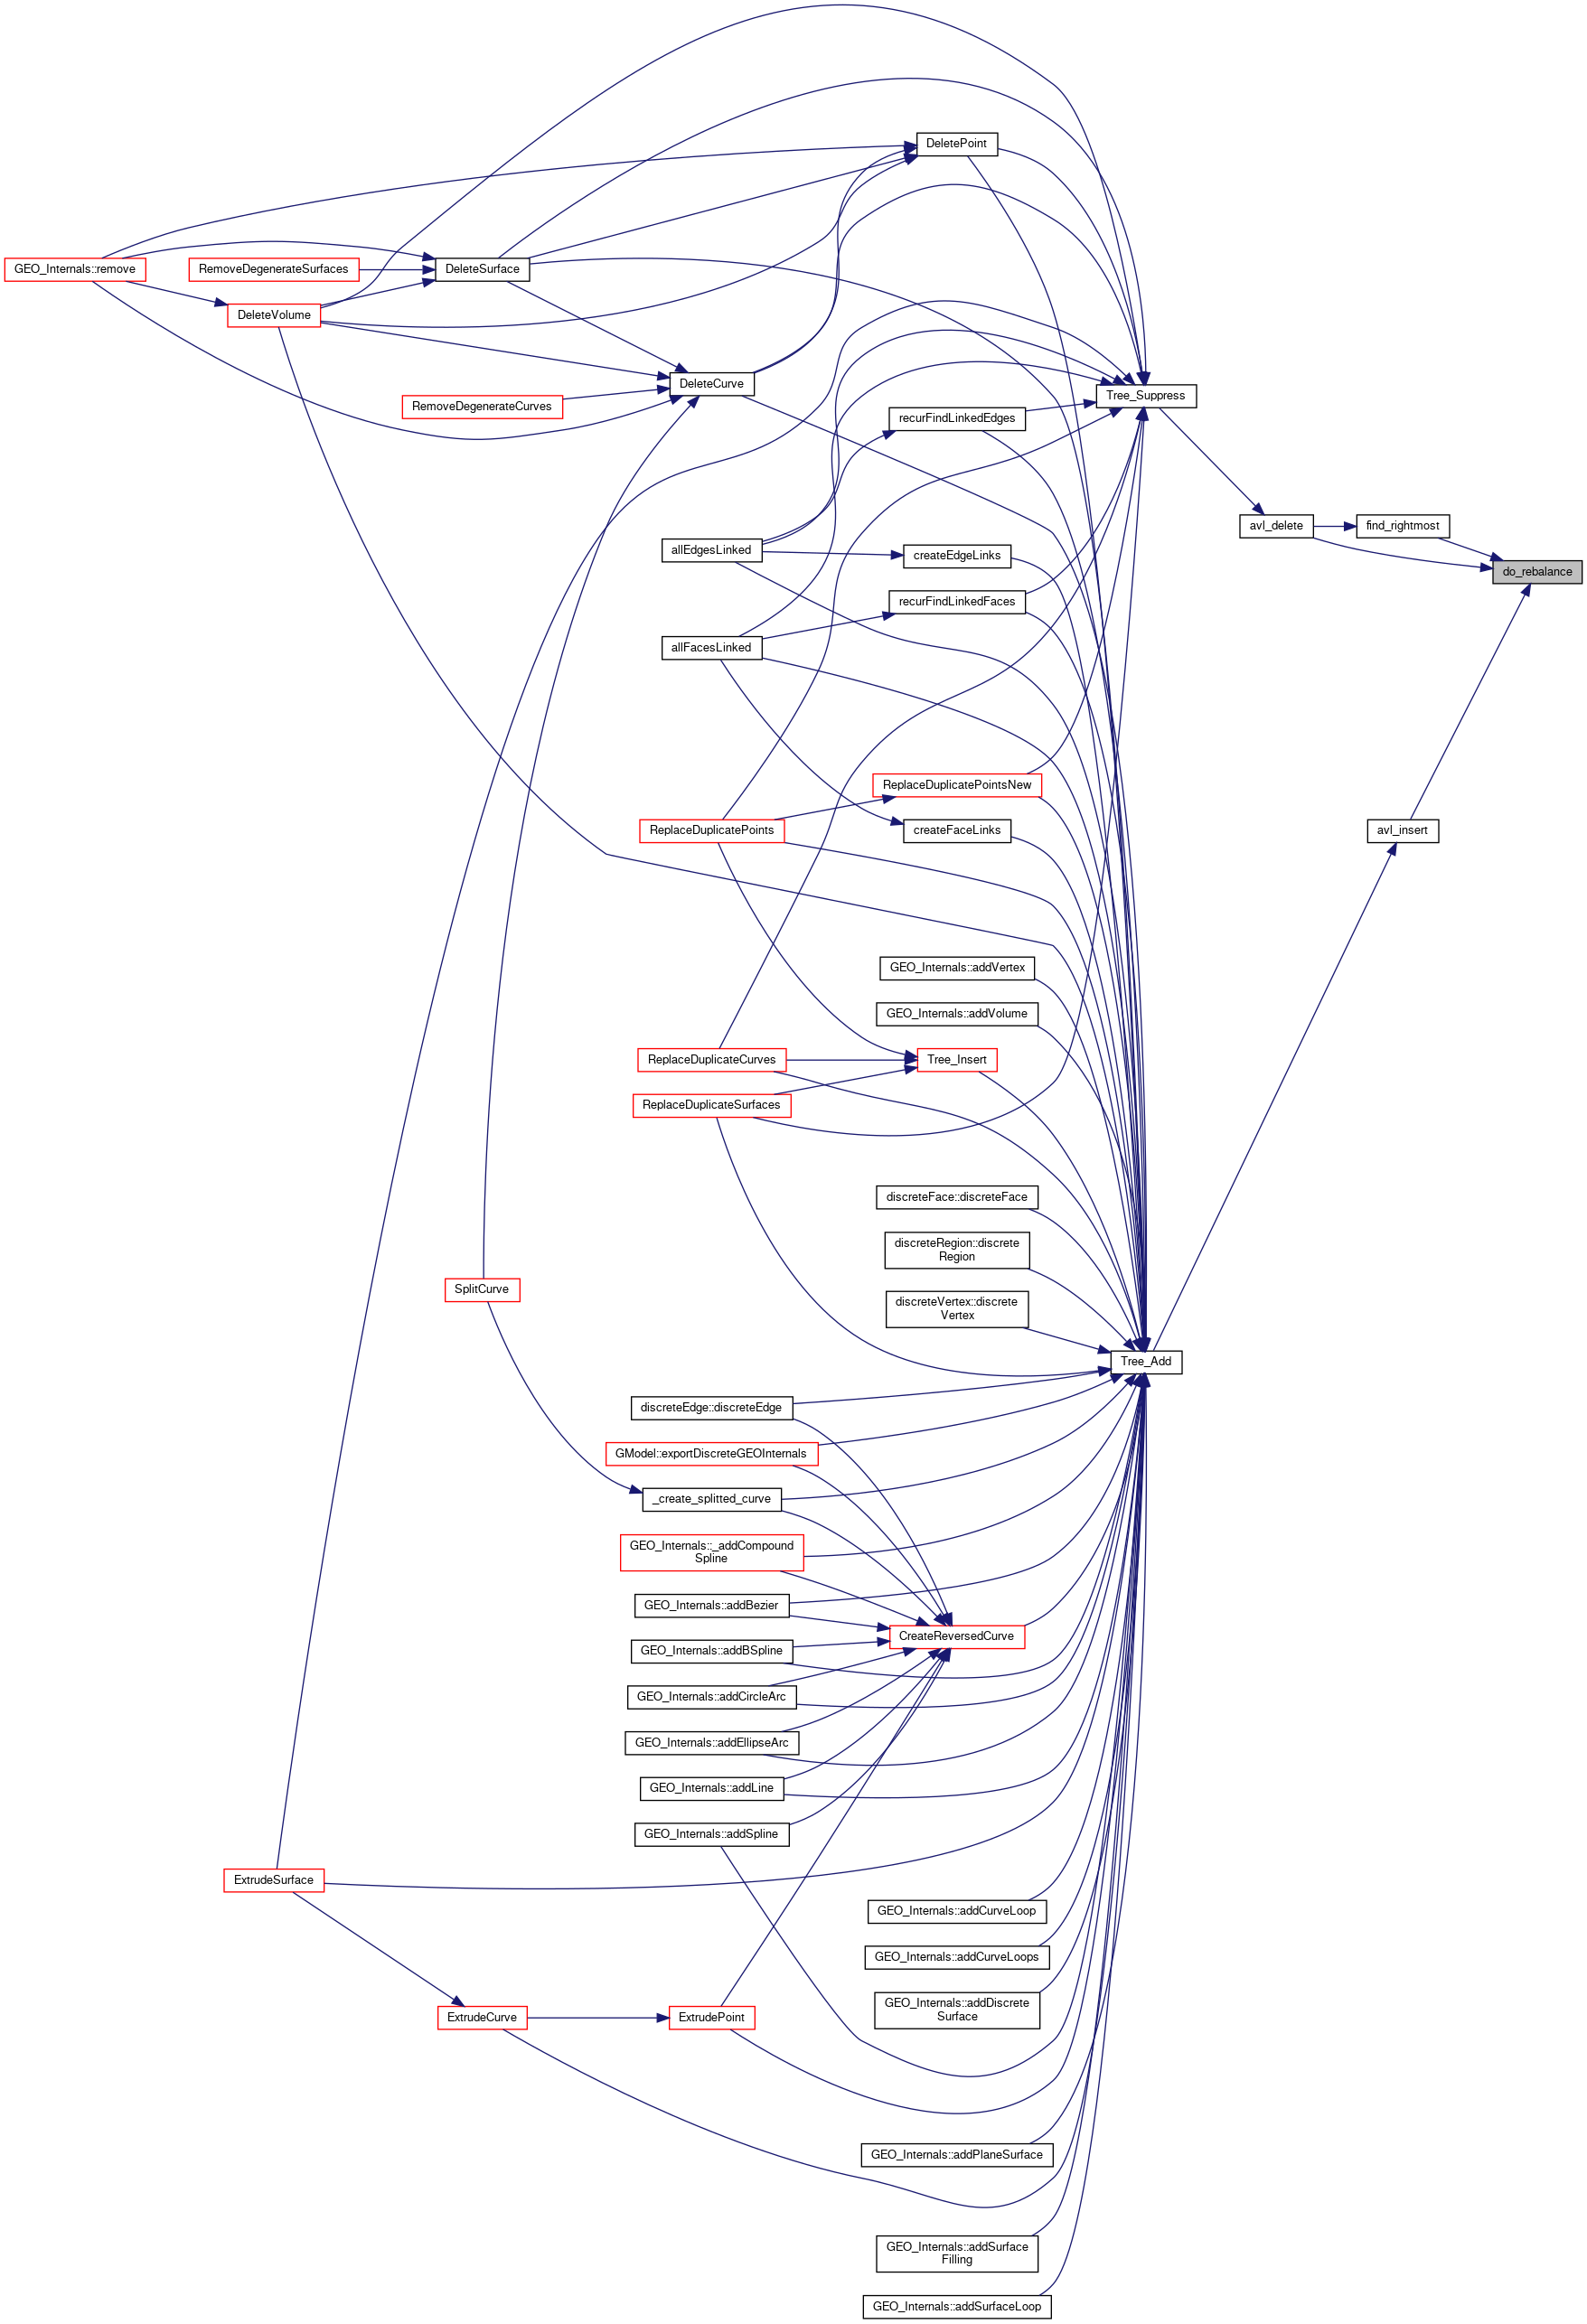 DeletePoint
GEO_Internals::remove
RemoveDegenerateSurfaces
DeleteSurface
DeleteVolume
DeleteCurve
Tree_Suppress
RemoveDegenerateCurves
recurFindLinkedEdges
avl_delete
find_rightmost
allEdgesLinked
createEdgeLinks
do_rebalance
recurFindLinkedFaces
allFacesLinked
ReplaceDuplicatePointsNew
ReplaceDuplicatePoints
createFaceLinks
avl_insert
GEO_Internals::addVertex
GEO_Internals::addVolume
ReplaceDuplicateCurves
Tree_Insert
ReplaceDuplicateSurfaces
discreteFace::discreteFace
discreteRegion::discrete
Region
SplitCurve
discreteVertex::discrete
Vertex
Tree_Add
discreteEdge::discreteEdge
GModel::exportDiscreteGEOInternals
_create_splitted_curve
GEO_Internals::_addCompound
Spline
GEO_Internals::addBezier
CreateReversedCurve
GEO_Internals::addBSpline
GEO_Internals::addCircleArc
GEO_Internals::addEllipseArc
GEO_Internals::addLine
GEO_Internals::addSpline
ExtrudeSurface
GEO_Internals::addCurveLoop
GEO_Internals::addCurveLoops
GEO_Internals::addDiscrete
Surface
ExtrudeCurve
ExtrudePoint
GEO_Internals::addPlaneSurface
GEO_Internals::addSurface
Filling
GEO_Internals::addSurfaceLoop